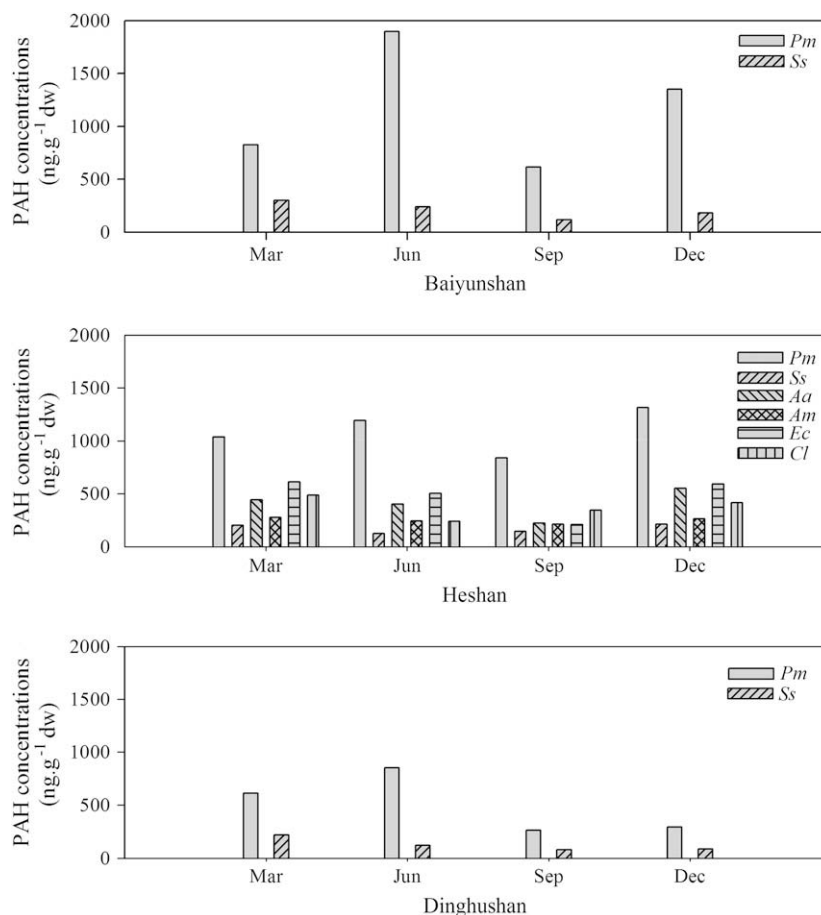 PAH concentrations
(ng.g-1 dw)
2000
1500
1000
500
0
Pm
Ss
Mar Jun Sep Dec
Baiyunshan
PAH concentrations
(ng.g-1 dw)
2000
1500
1000
500
0
Pm
Ss
Aa
Am
Ec
Cl
Mar Jun Sep Dec
Heshan
PAH concentrations
(ng.g-1 dw)
2000
1500
1000
500
0
Pm
Ss
Mar Jun Sep Dec
Dinghushan